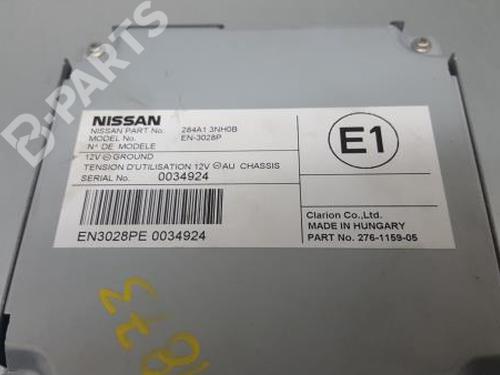 B-PARTS
NISSAN
NISSAN PART No. 284A1 3NH0B
MODEL No. EN-3028P
N° DE MODELE
12V ⊖ GROUND
TENSION D'UTILISATION 12V ⊖ AU CHASSIS
SERIAL No. 0034924
EN3028PE 0034924
E1
Clarion Co.,Ltd.
MADE IN HUNGARY
PART No. 276-1159-05